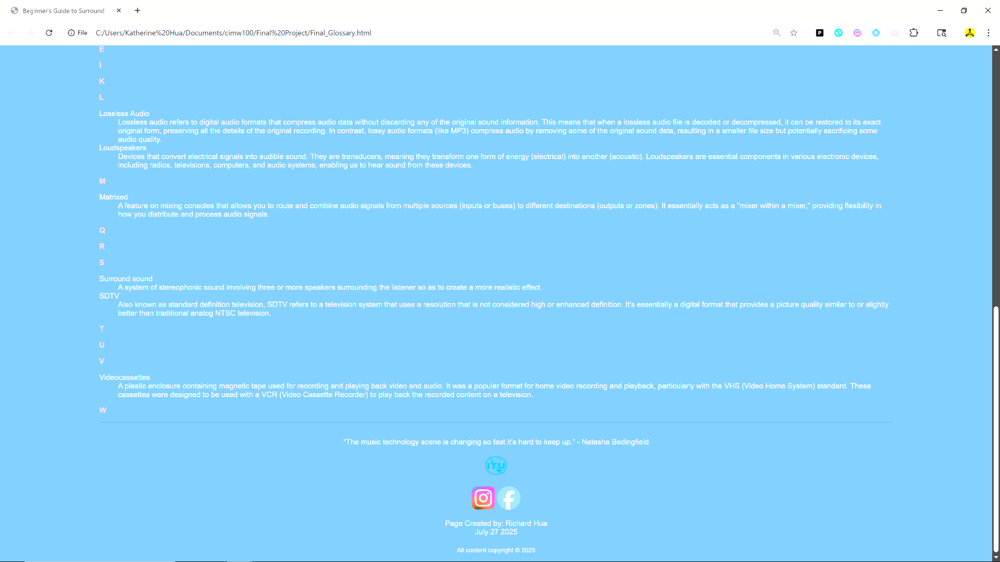 Beginner's Guide to Surround
File C:/Users/Katherine%20Hua/Documents/cimw100/Final%20Project/Final_Glossary.html
P
E
I
K
L
Lossless Audio
Lossless audio refers to digital audio formats that compress audio data without discarding any of the original sound information. This means that when a lossless audio file is decoded or decompressed, it can be restored to its exact
original form, preserving all the details of the original recording. In contrast, lossy audio formats (like MP3) compress audio by removing some of the original sound data, resulting in a smaller file size but potentially sacrificing some
audio quality.
Loudspeakers
Devices that convert electrical signals into audible sound. They are transducers, meaning they transform one form of energy (electrical) into another (acoustic). Loudspeakers are essential components in various electronic devices,
including radios, televisions, computers, and audio systems, enabling us to hear sound from these devices.
M
Matrixed
A feature on mixing consoles that allows you to route and combine audio signals from multiple sources (inputs or buses) to different destinations (outputs or zones). It essentially acts as a "mixer within a mixer," providing flexibility in
how you distribute and process audio signals.
Q
R
S
Surround sound
A system of stereophonic sound involving three or more speakers surrounding the listener so as to create a more realistic effect.
SDTV
Also known as standard definition television, SDTV refers to a television system that uses a resolution that is not considered high or enhanced definition. It's essentially a digital format that provides a picture quality similar to or slightly
better than traditional analog NTSC television.
T
U
V
Videocassettes
A plastic enclosure containing magnetic tape used for recording and playing back video and audio. It was a popular format for home video recording and playback, particularly with the VHS (Video Home System) standard. These
cassettes were designed to be used with a VCR (Video Cassette Recorder) to play back the recorded content on a television.
W
“The music technology scene is changing so fast it's hard to keep up.” - Natasha Bedingfield
ITU
Page Created by: Richard Hua
July 27 2025
All content copyright © 2025